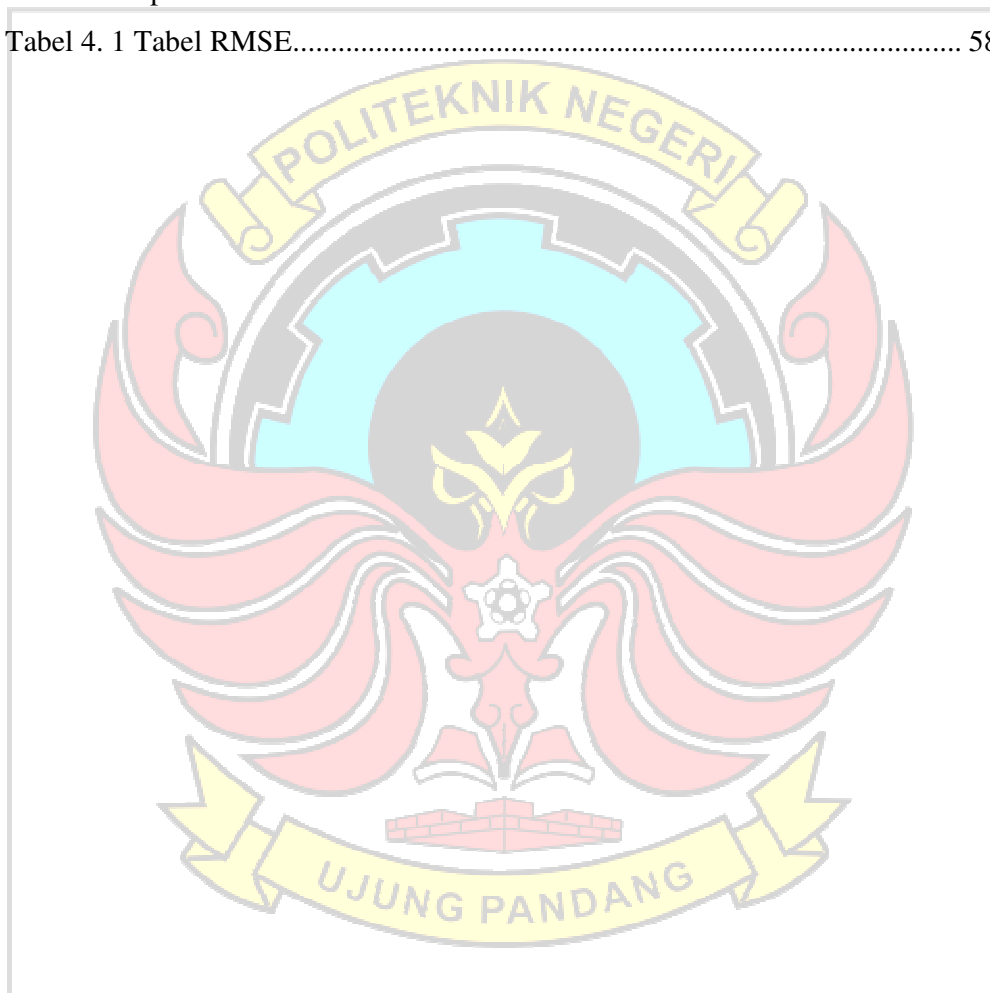 Tabel 4. 1 Tabel RMSE......................................................................................... 58
POLITEKNIK NEGERI
UJUNG PANDANG